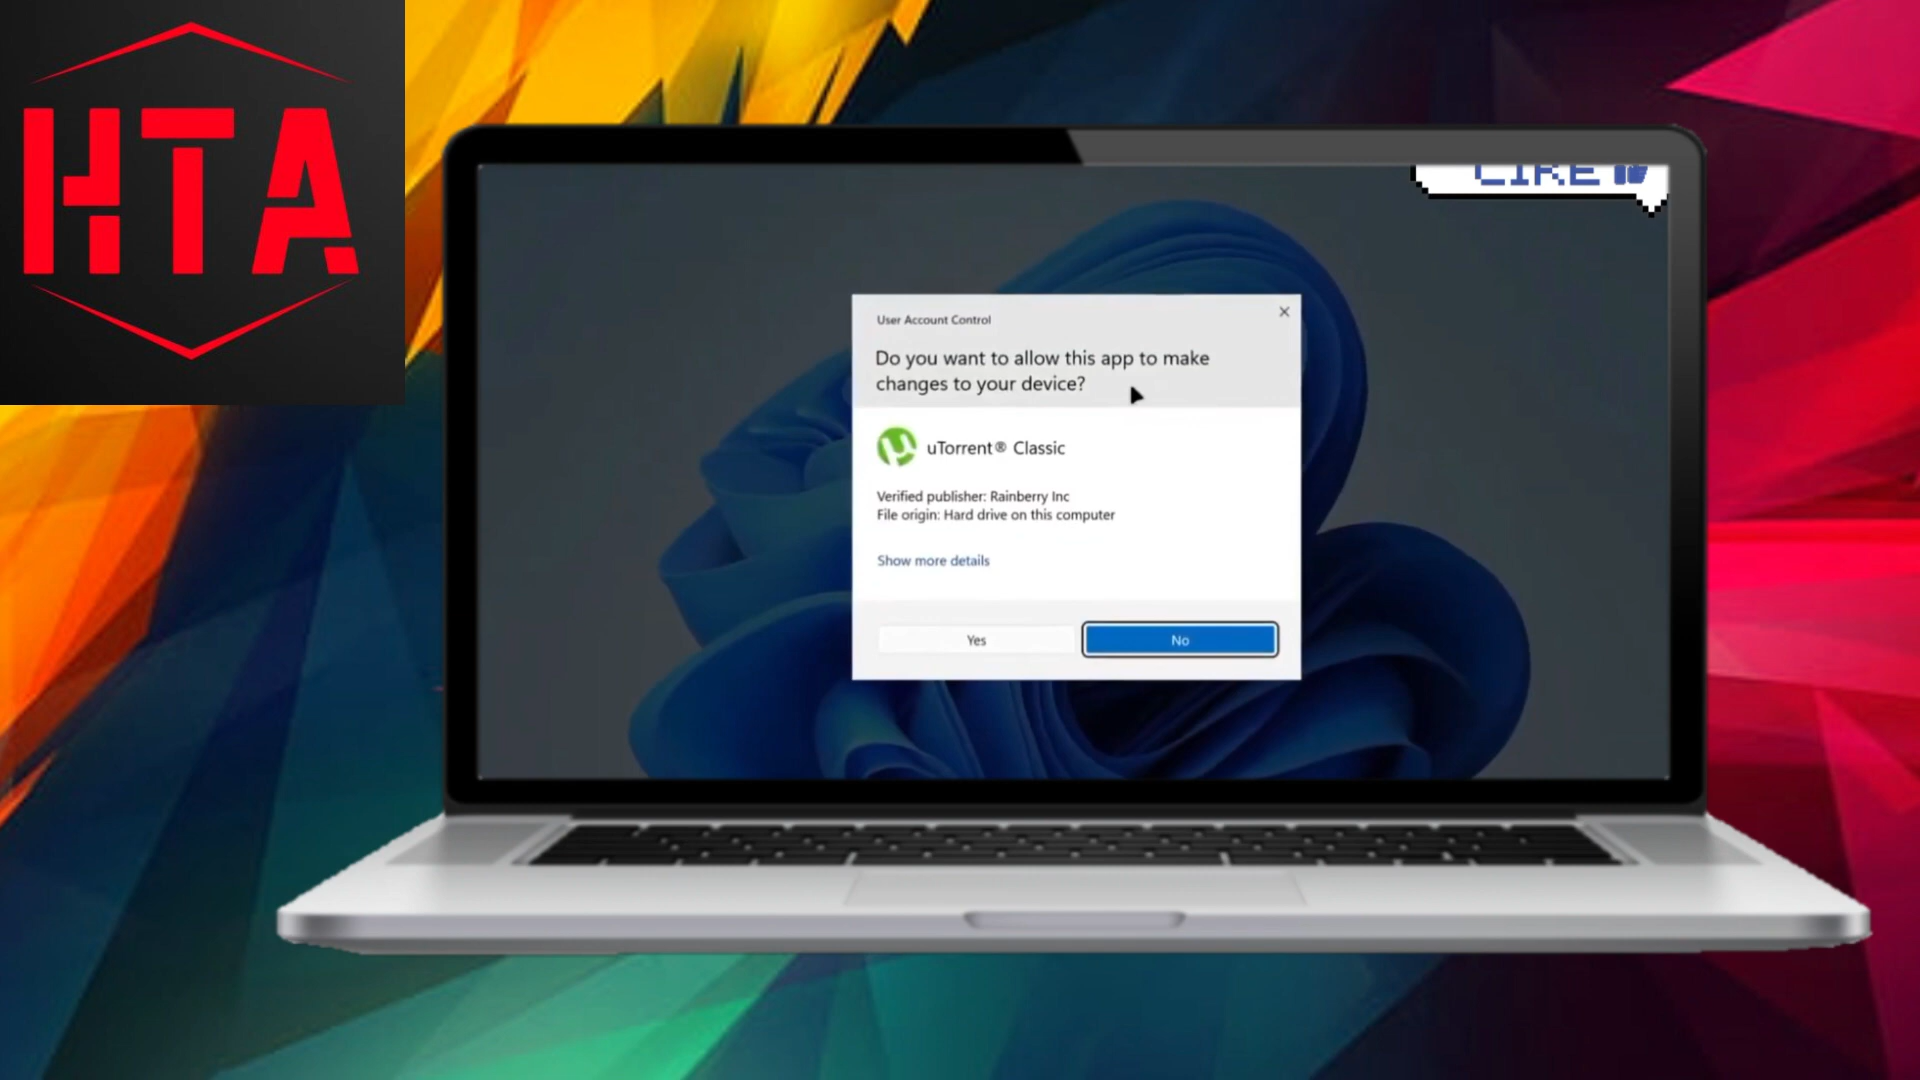 HTA
LIKE
User Account Control
Do you want to allow this app to make
changes to your device?
uTorrent® Classic
Verified publisher: Rainberry Inc
File origin: Hard drive on this computer
Show more details
Yes
No